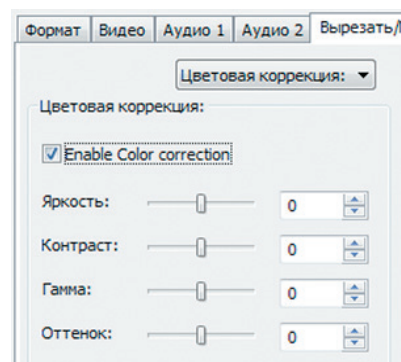 Формат Видео Аудио 1 Аудио 2 Вырезать/
Цветовая коррекция:
Цветовая коррекция:
Enable Color correction
Яркость: 0
Контраст: 0
Гамма: 0
Оттенок: 0